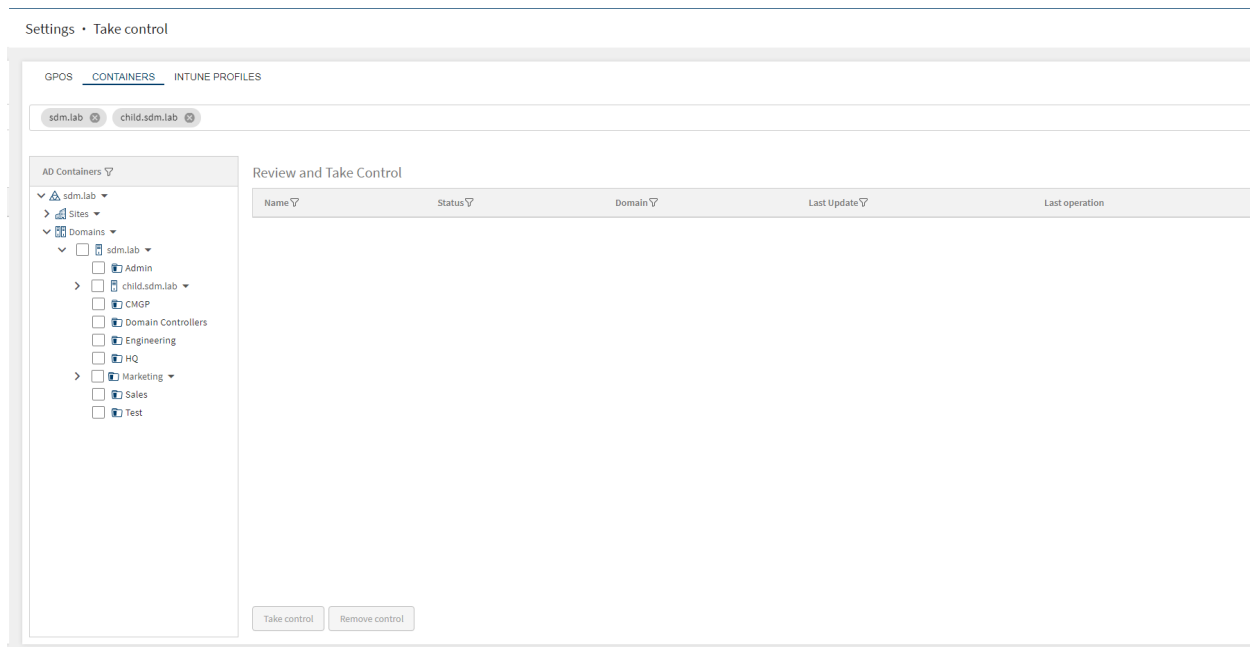 Settings • Take control
GPOS CONTAINERS INTUNE PROFILES
sdm.lab child.sdm.lab
AD Containers
sdm.lab
Sites
Domains
sdm.lab
Admin
child.sdm.lab
CMGP
Domain Controllers
Engineering
HQ
Marketing
Sales
Test
Review and Take Control
Name Status Domain Last Update Last operation
Take control Remove control